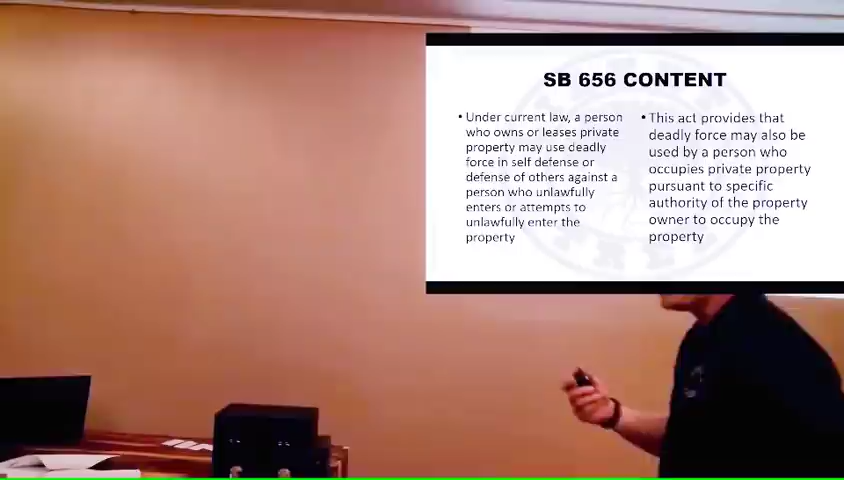 SB 656 CONTENT
• Under current law, a person
who owns or leases private
property may use deadly
force in self defense or
defense of others against a
person who unlawfully
enters or attempts to
unlawfully enter the
property
• This act provides that
deadly force may also be
used by a person who
occupies private property
pursuant to specific
authority of the property
owner to occupy the
property